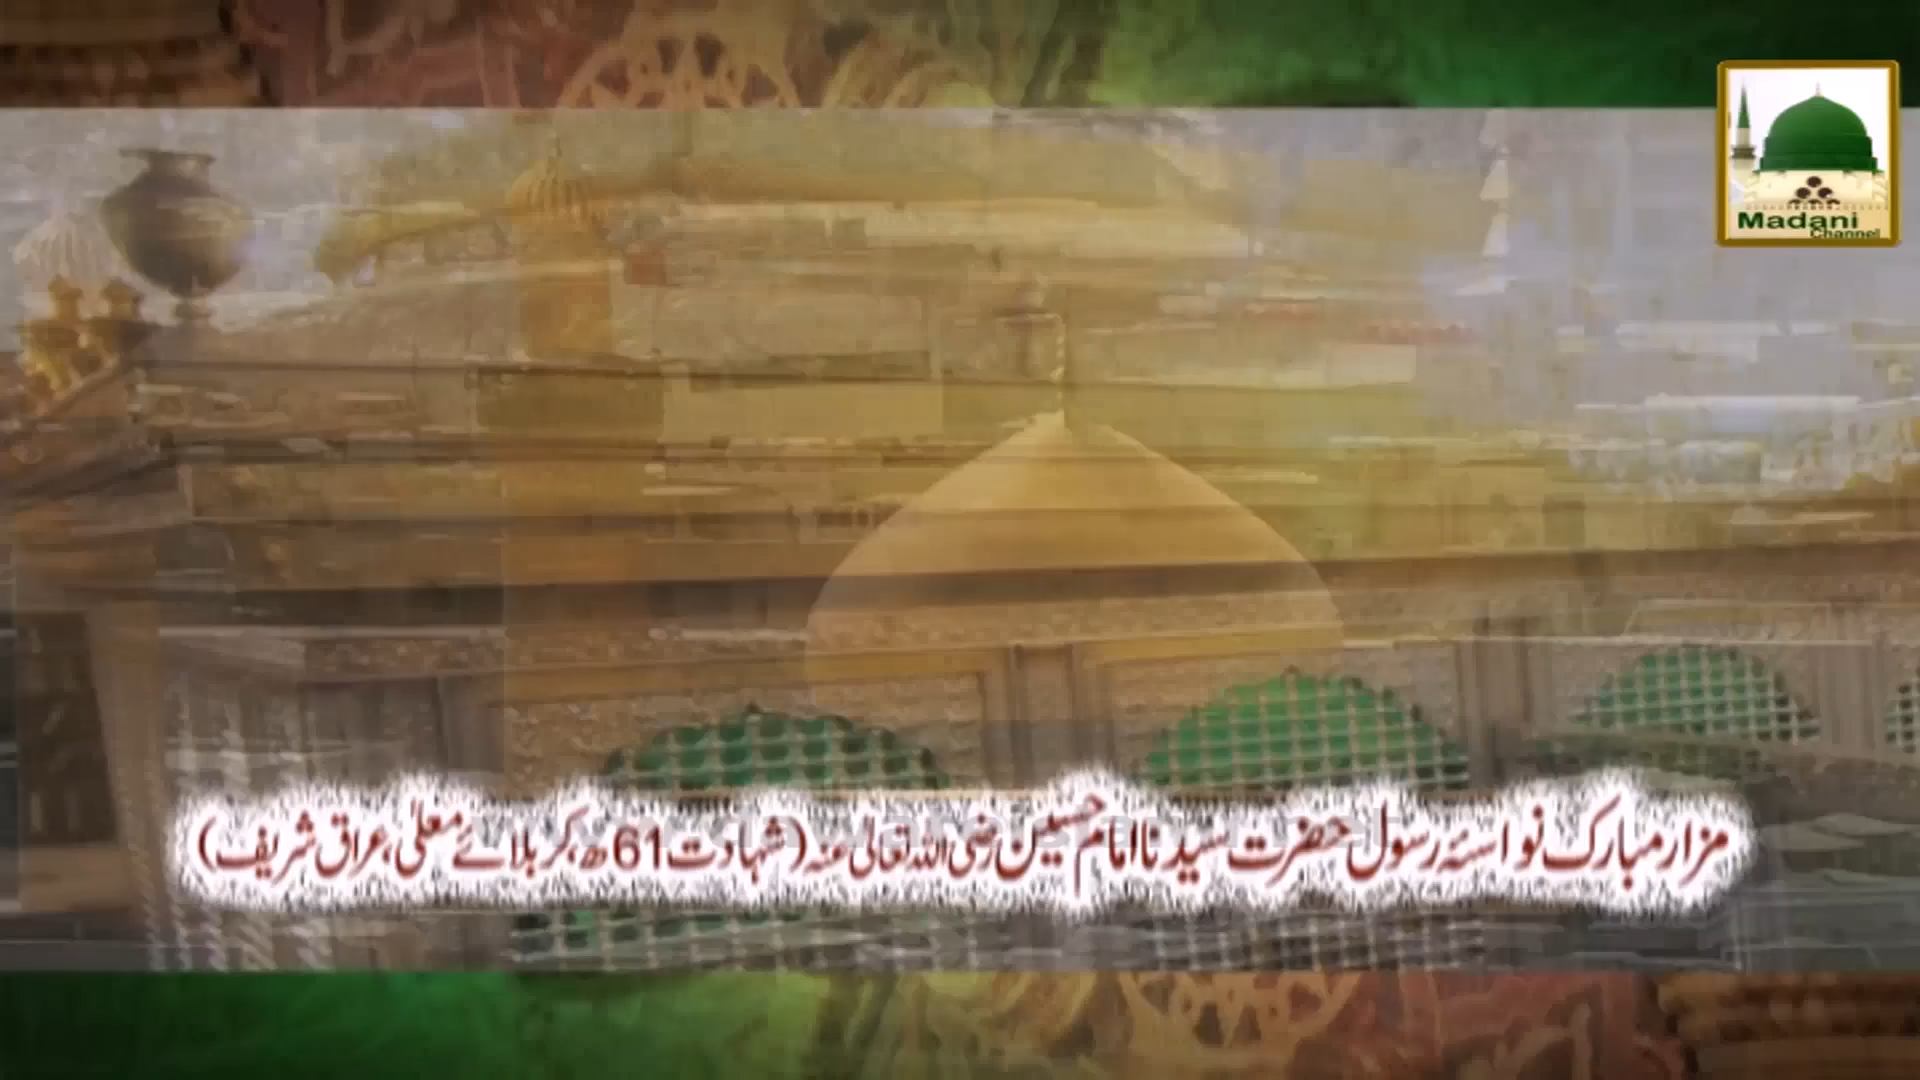 Madani
Channel
مزار مبارک نواسۂ رسول حضرت سیدنا امام حسین رضی اللہ تعالیٰ عنہ (شہادت 61ھ، کربلائے معلیٰ، عراق شریف)